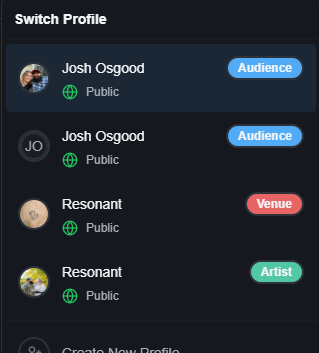 Switch Profile
Josh Osgood Audience
Public
JO Josh Osgood Audience
Public
Resonant Venue
Public
Resonant Artist
Public
Create New Profile